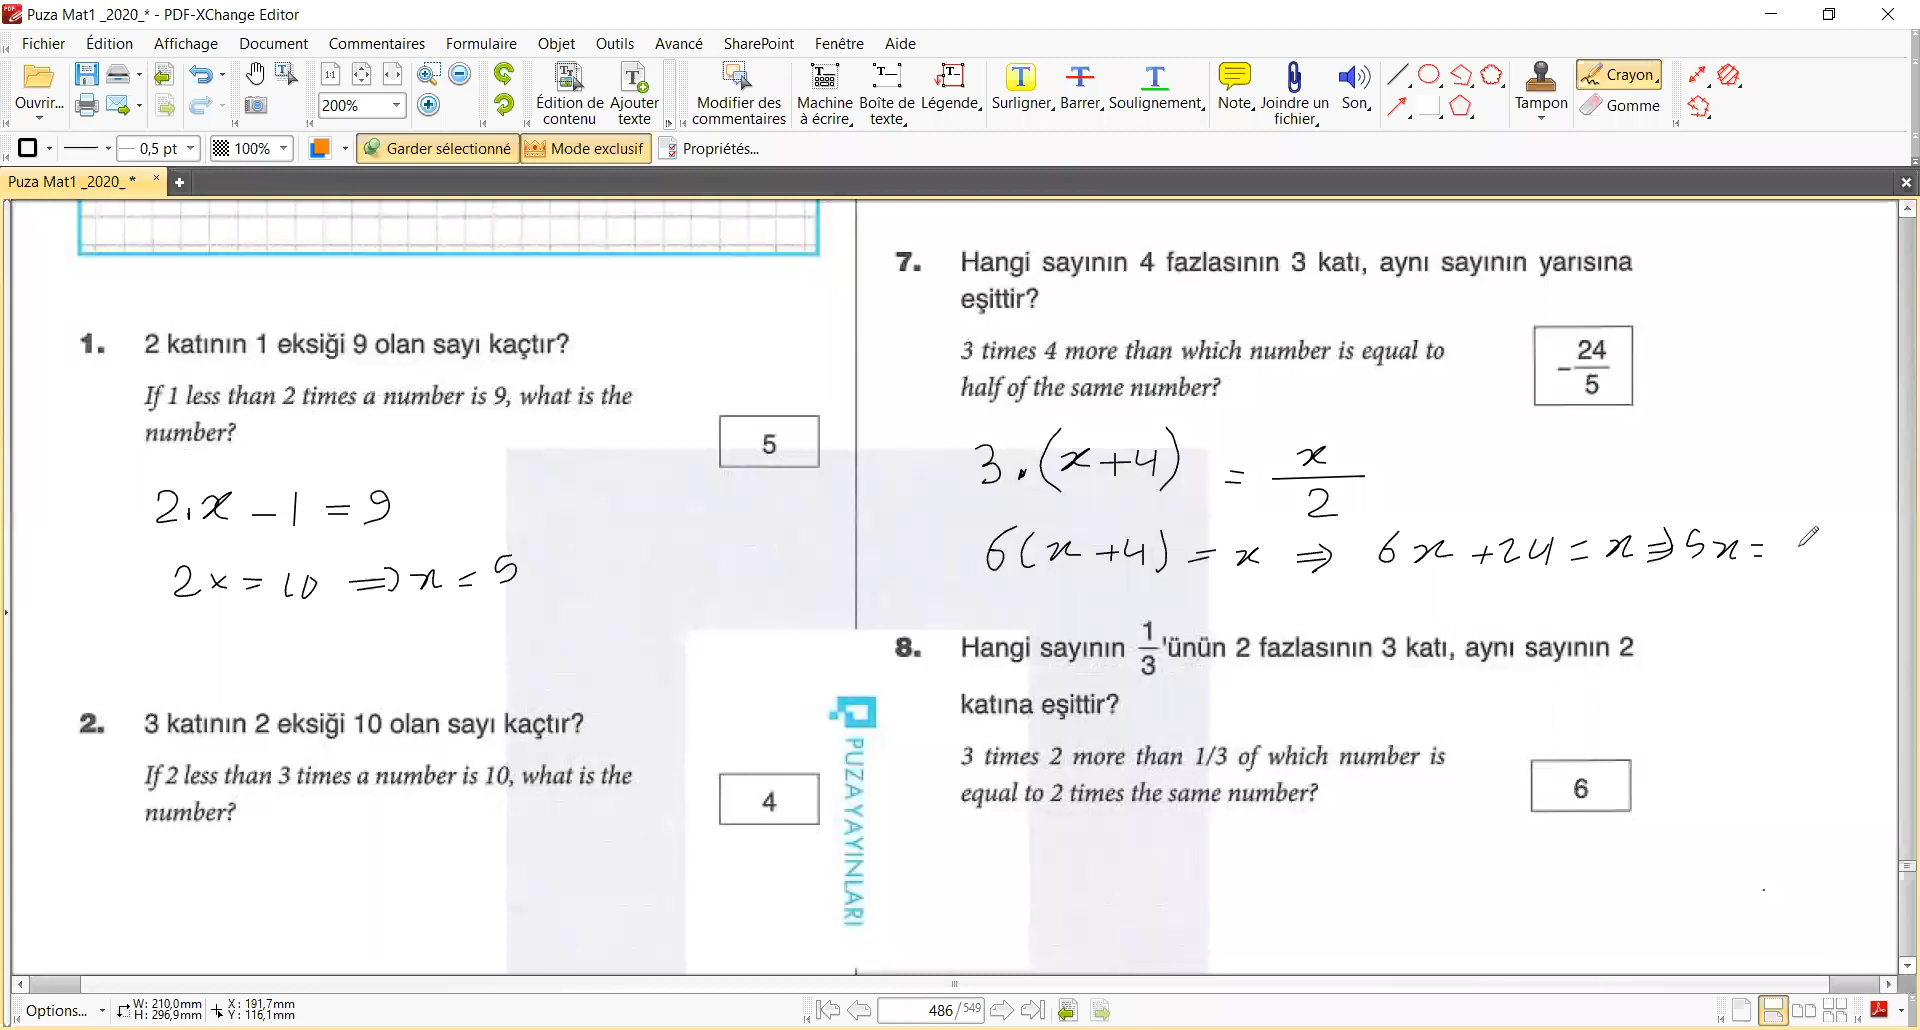 Puza Mat1 _2020_* - PDF-XChange Editor
Fichier Édition Affichage Document Commentaires Formulaire Objet Outils Avancé SharePoint Fenêtre Aide
Ouvrir... 200% Édition de contenu Ajouter texte Modifier des commentaires Machine à écrire Boîte de texte Légende Surligner Barrer Soulignement Note Joindre un fichier Son Tampon Crayon Gomme
0,5 pt 100% Garder sélectionné Mode exclusif Propriétés...
Puza Mat1 _2020_ *
1. 2 katının 1 eksiği 9 olan sayı kaçtır?
If 1 less than 2 times a number is 9, what is the
number?
5
2.x - 1 = 9
2x = 10 ⇒ x = 5
2. 3 katının 2 eksiği 10 olan sayı kaçtır?
If 2 less than 3 times a number is 10, what is the
number?
4
PUZA YAYINLARI
7. Hangi sayının 4 fazlasının 3 katı, aynı sayının yarısına
eşittir?
3 times 4 more than which number is equal to
half of the same number?
-24/5
3.(x+4) = x/2
6(x+4) = x ⇒ 6x+24 = x ⇒ 5x =
8. Hangi sayının 1/3'ünün 2 fazlasının 3 katı, aynı sayının 2
katına eşittir?
3 times 2 more than 1/3 of which number is
equal to 2 times the same number?
6
Options... W: 210,0mm H: 296,9mm X: 191,7mm Y: 116,1mm 486/549